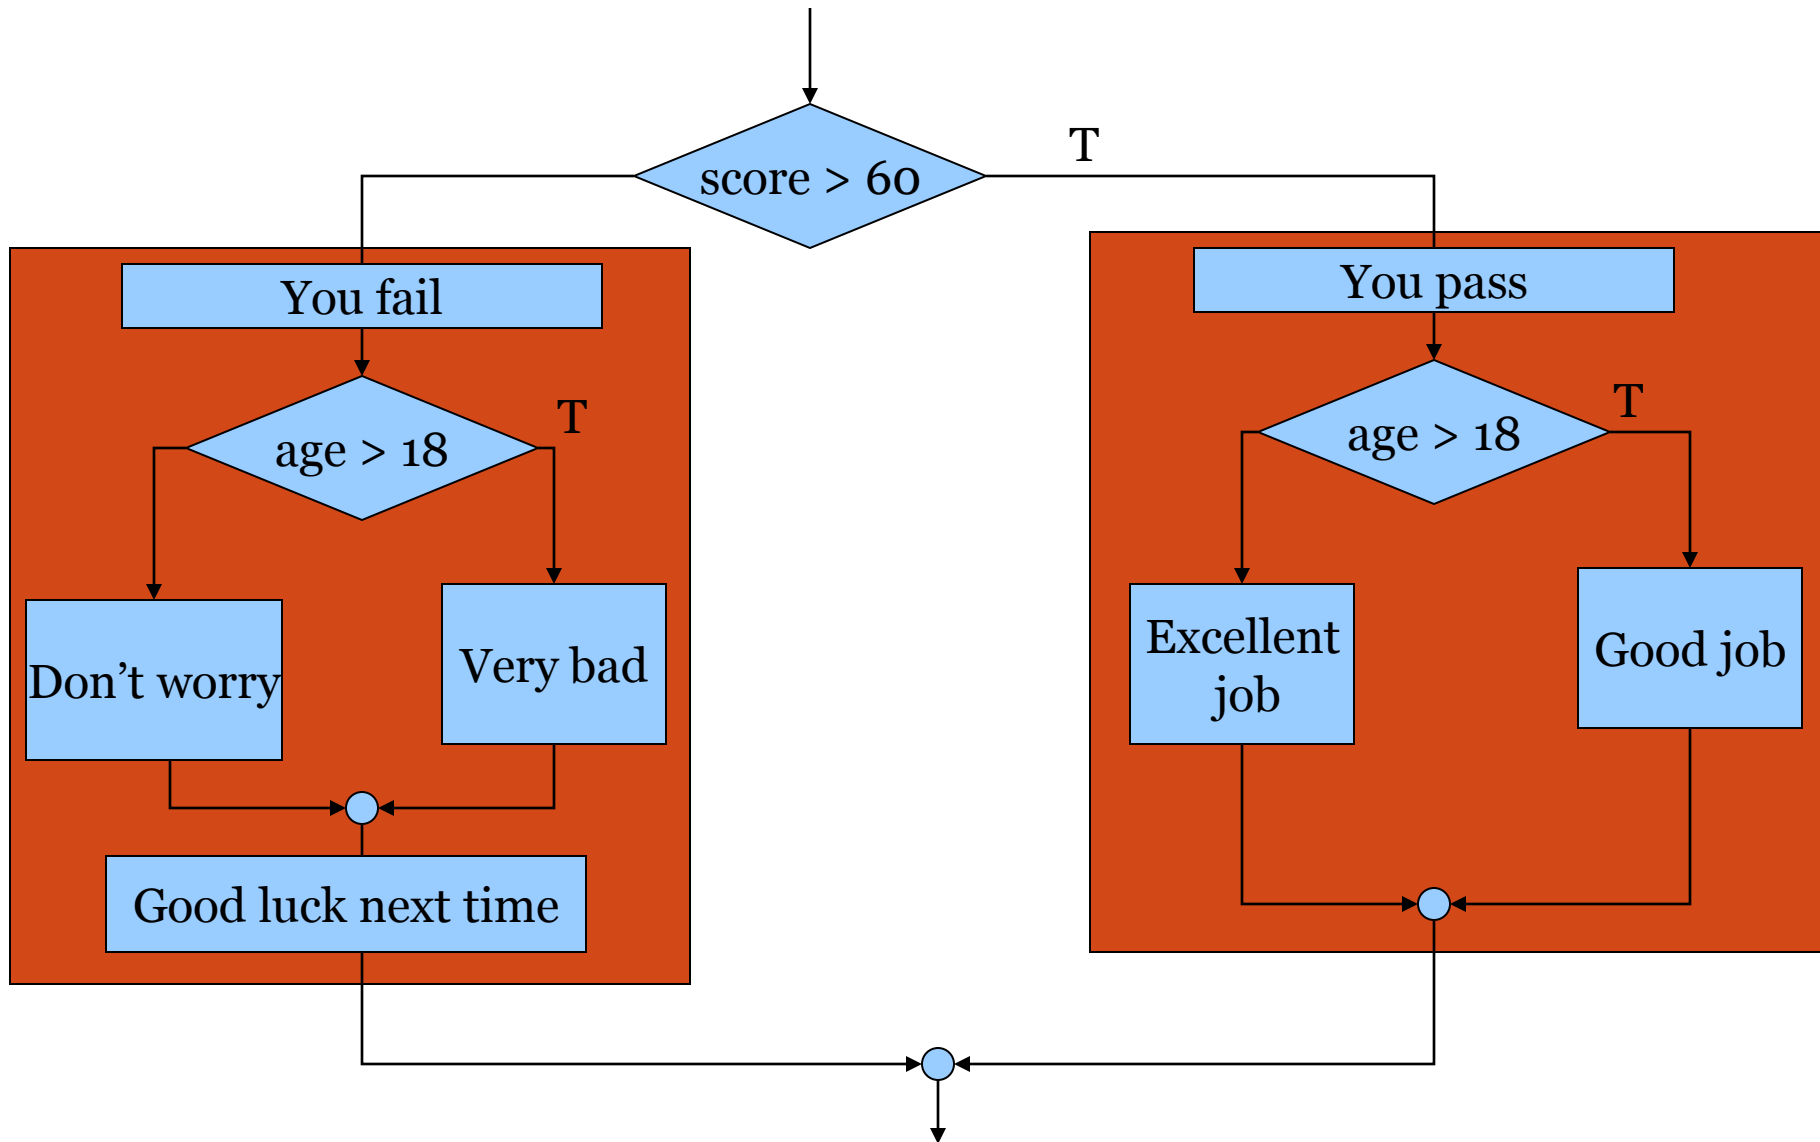 score > 60
T
You fail
You pass
age > 18
T
age > 18
T
Don’t worry
Very bad
Excellent
job
Good job
Good luck next time